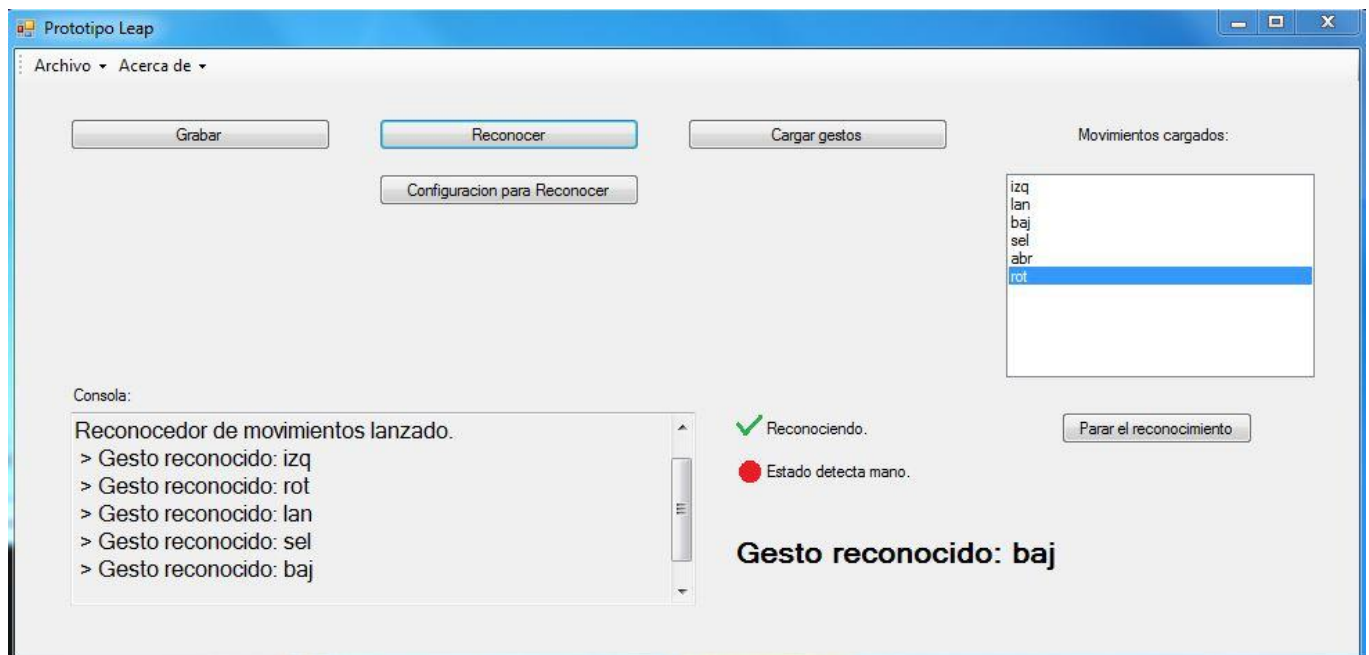 Prototipo Leap
Archivo Acerca de
Grabar
Reconocer
Cargar gestos
Movimientos cargados:
Configuracion para Reconocer
izq
lan
baj
sel
abr
rot
Consola:
Reconocedor de movimientos lanzado.
> Gesto reconocido: izq
> Gesto reconocido: rot
> Gesto reconocido: lan
> Gesto reconocido: sel
> Gesto reconocido: baj
Reconociendo.
Parar el reconocimiento
Estado detecta mano.
Gesto reconocido: baj